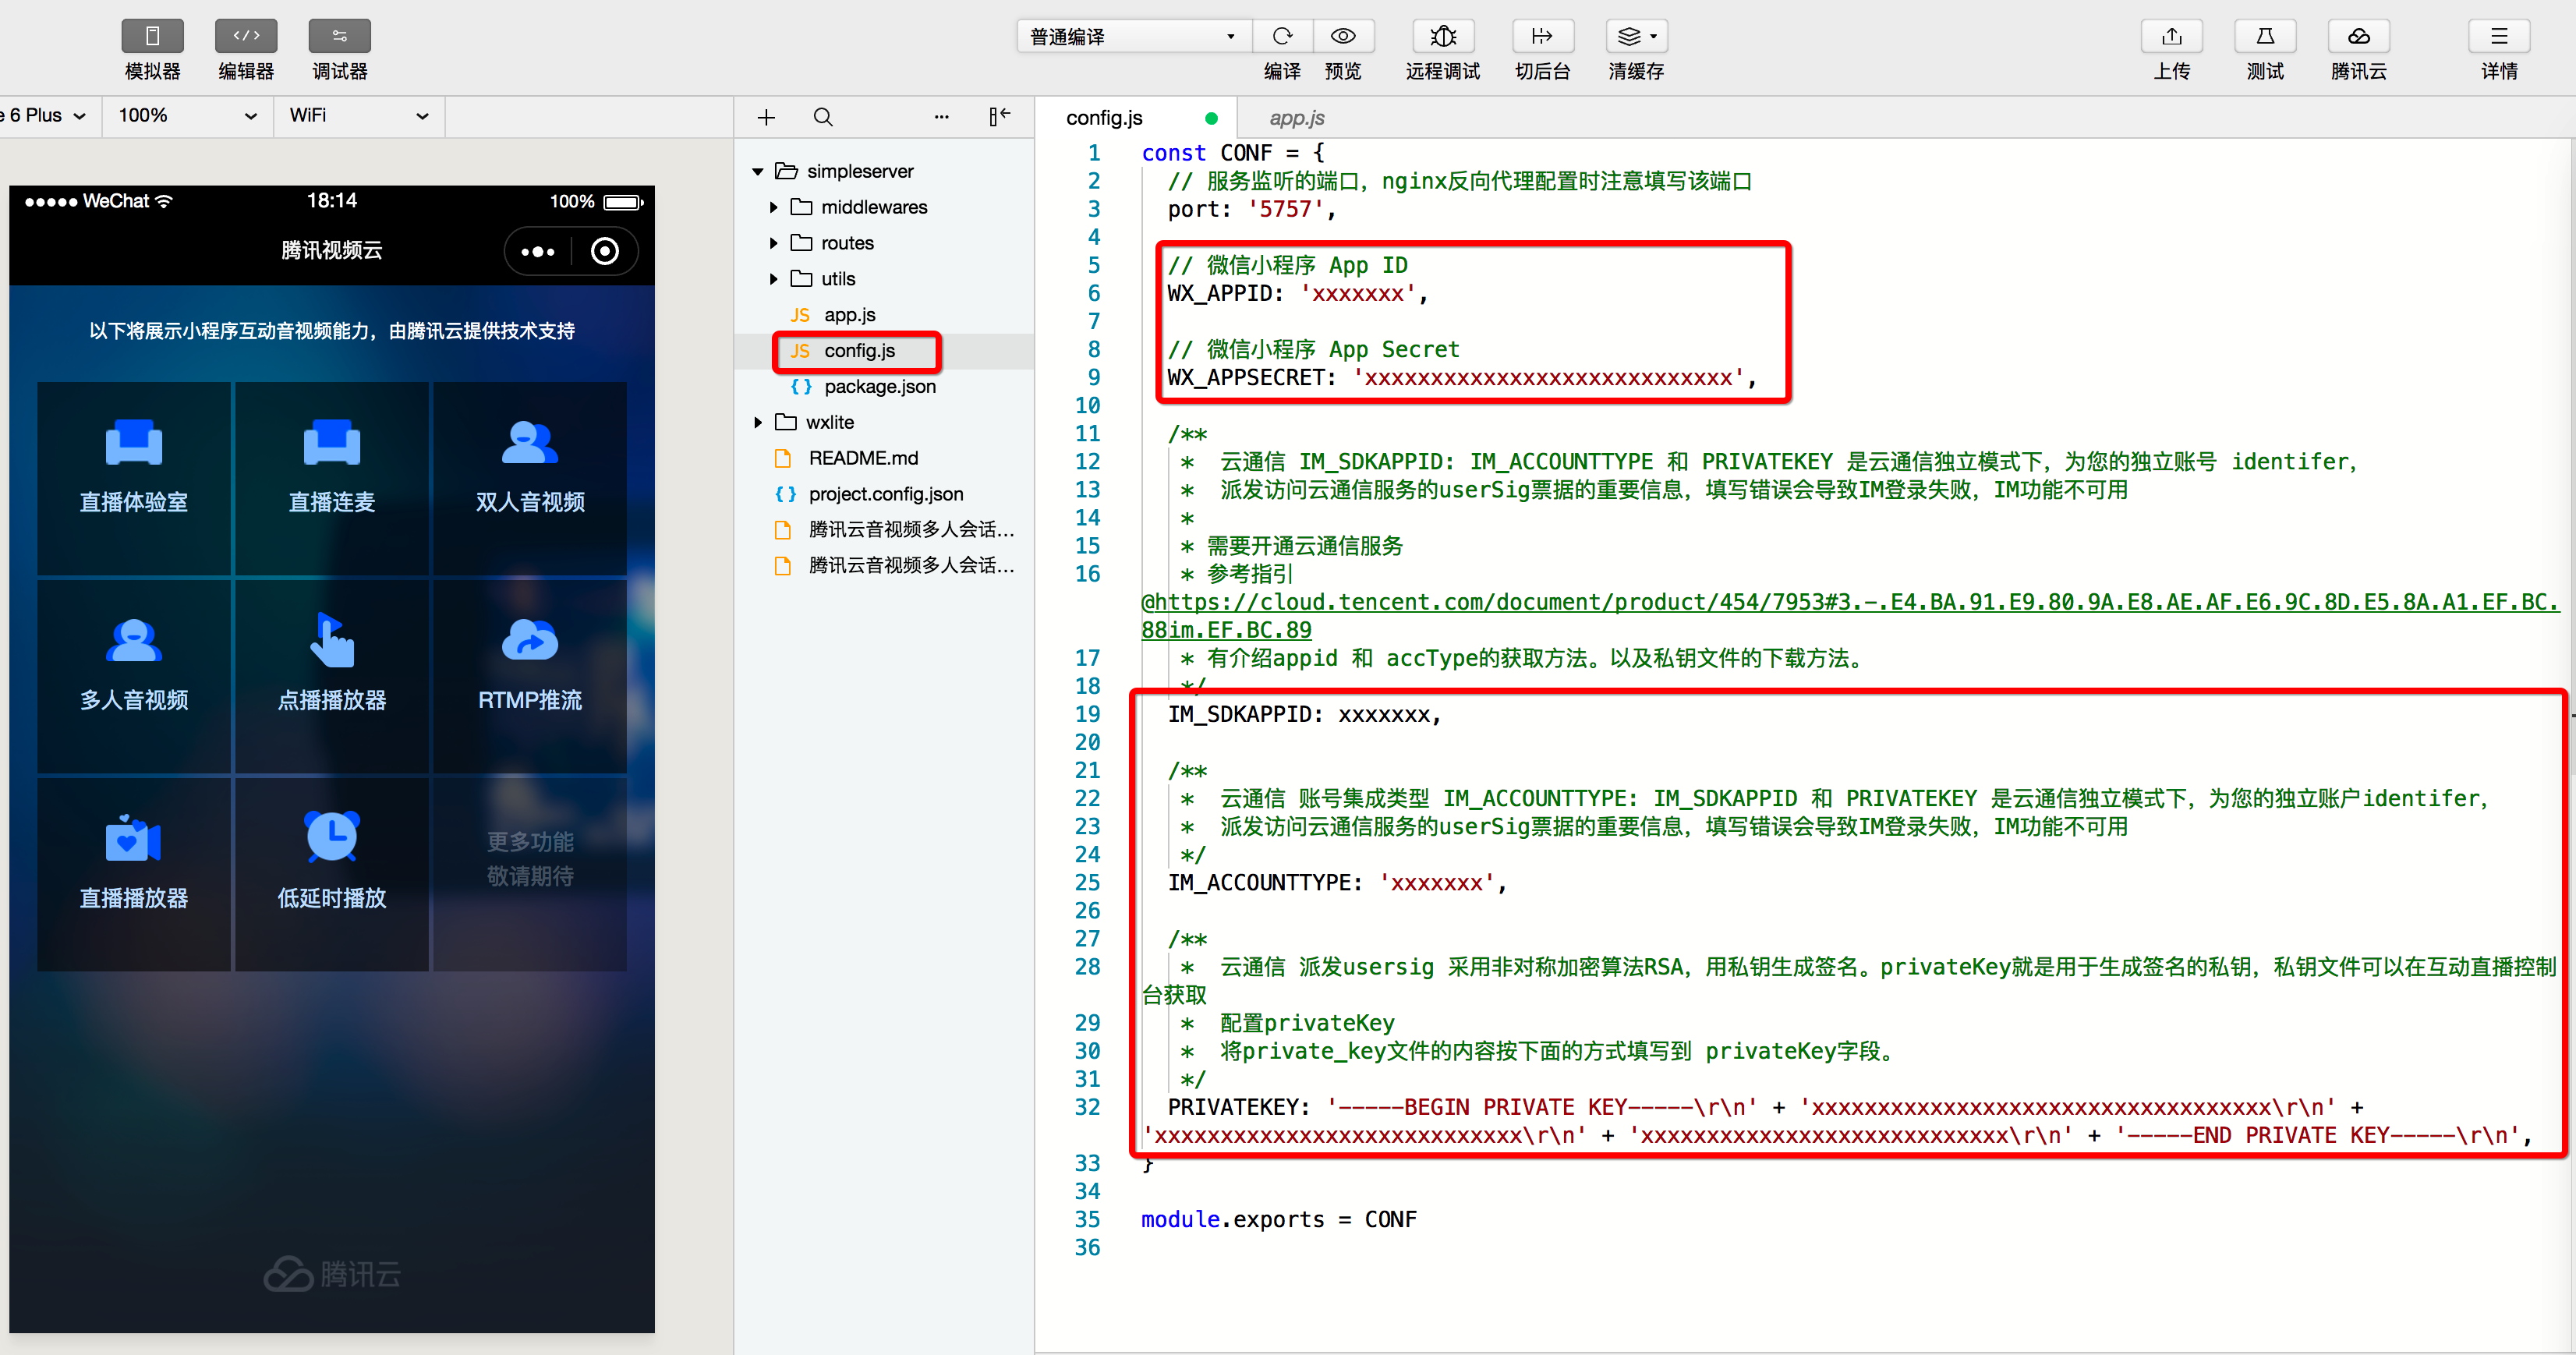 模拟器
编辑器
调试器
普通编译
编译
预览
远程调试
切后台
清缓存
上传
测试
腾讯云
详情
e 6 Plus
100%
WiFi
WeChat
18:14
100%
腾讯视频云
以下将展示小程序互动音视频能力，由腾讯云提供技术支持
直播体验室
直播连麦
双人音视频
多人音视频
点播播放器
RTMP推流
直播播放器
低延时播放
更多功能
敬请期待
腾讯云
simpleserver
middlewares
routes
utils
JS app.js
JS config.js
{ } package.json
wxlite
README.md
{ } project.config.json
腾讯云音视频多人会话...
腾讯云音视频多人会话...
config.js
app.js
1 const CONF = {
2 // 服务监听的端口，nginx反向代理配置时注意填写该端口
3 port: '5757',
4
5 // 微信小程序 App ID
6 WX_APPID: 'xxxxxxx',
7
8 // 微信小程序 App Secret
9 WX_APPSECRET: 'xxxxxxxxxxxxxxxxxxxxxxxxxxxx',
10
11 /**
12 * 云通信 IM_SDKAPPID: IM_ACCOUNTTYPE 和 PRIVATEKEY 是云通信独立模式下，为您的独立账号 identifer，
13 * 派发访问云通信服务的userSig票据的重要信息，填写错误会导致IM登录失败，IM功能不可用
14 *
15 * 需要开通云通信服务
16 * 参考指引
@https://cloud.tencent.com/document/product/454/7953#3.-.E4.BA.91.E9.80.9A.E8.AE.AF.E6.9C.8D.E5.8A.A1.EF.BC.
88im.EF.BC.89
17 * 有介绍appid 和 accType的获取方法。以及私钥文件的下载方法。
18 */
19 IM_SDKAPPID: xxxxxxx,
20
21 /**
22 * 云通信 账号集成类型 IM_ACCOUNTTYPE: IM_SDKAPPID 和 PRIVATEKEY 是云通信独立模式下，为您的独立账户identifer，
23 * 派发访问云通信服务的userSig票据的重要信息，填写错误会导致IM登录失败，IM功能不可用
24 */
25 IM_ACCOUNTTYPE: 'xxxxxxx',
26
27 /**
28 * 云通信 派发usersig 采用非对称加密算法RSA，用私钥生成签名。privateKey就是用于生成签名的私钥，私钥文件可以在互动直播控制
台获取
29 * 配置privateKey
30 * 将private_key文件的内容按下面的方式填写到 privateKey字段。
31 */
32 PRIVATEKEY: '-----BEGIN PRIVATE KEY-----\r\n' + 'xxxxxxxxxxxxxxxxxxxxxxxxxxxxxxxxxxx\r\n' +
'xxxxxxxxxxxxxxxxxxxxxxxxxxxx\r\n' + 'xxxxxxxxxxxxxxxxxxxxxxxxxxxx\r\n' + '-----END PRIVATE KEY-----\r\n',
33 }
34
35 module.exports = CONF
36